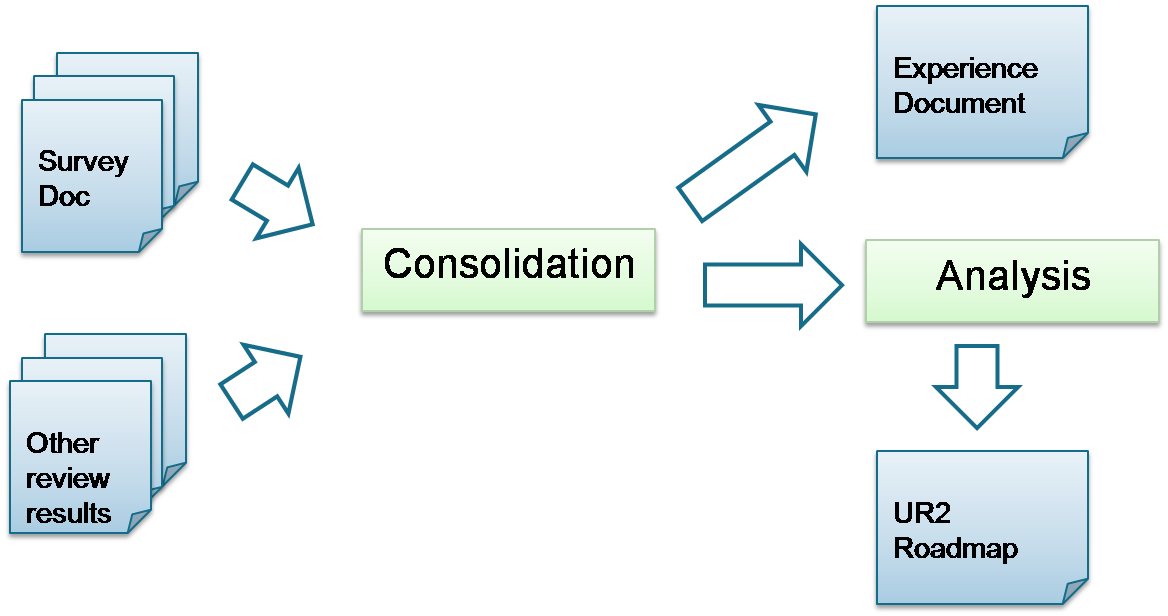 Survey
Doc
Other
review
results
Consolidation
Experience
Document
Analysis
UR2
Roadmap